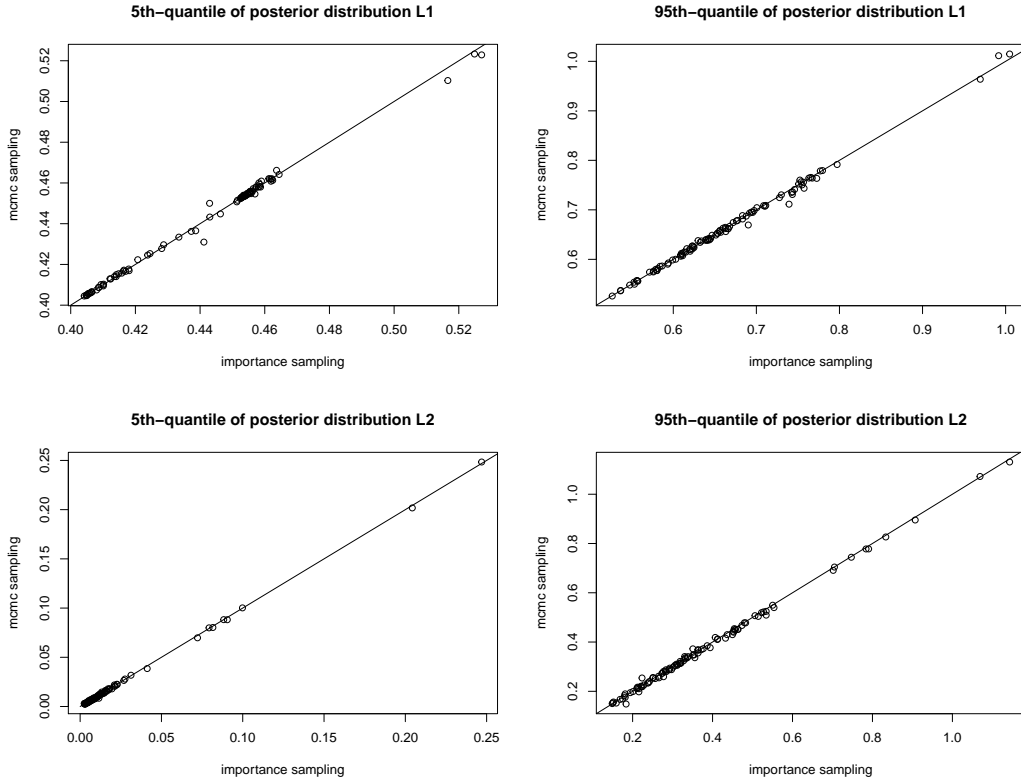 5th−quantile of posterior distribution L1
mcmc sampling
0.40 0.42 0.44 0.46 0.48 0.50 0.52
0.40 0.42 0.44 0.46 0.48 0.50 0.52
importance sampling
95th−quantile of posterior distribution L1
mcmc sampling
0.6 0.7 0.8 0.9 1.0
0.6 0.7 0.8 0.9 1.0
importance sampling
5th−quantile of posterior distribution L2
mcmc sampling
0.00 0.05 0.10 0.15 0.20 0.25
0.00 0.05 0.10 0.15 0.20 0.25
importance sampling
95th−quantile of posterior distribution L2
mcmc sampling
0.2 0.4 0.6 0.8 1.0
0.2 0.4 0.6 0.8 1.0
importance sampling